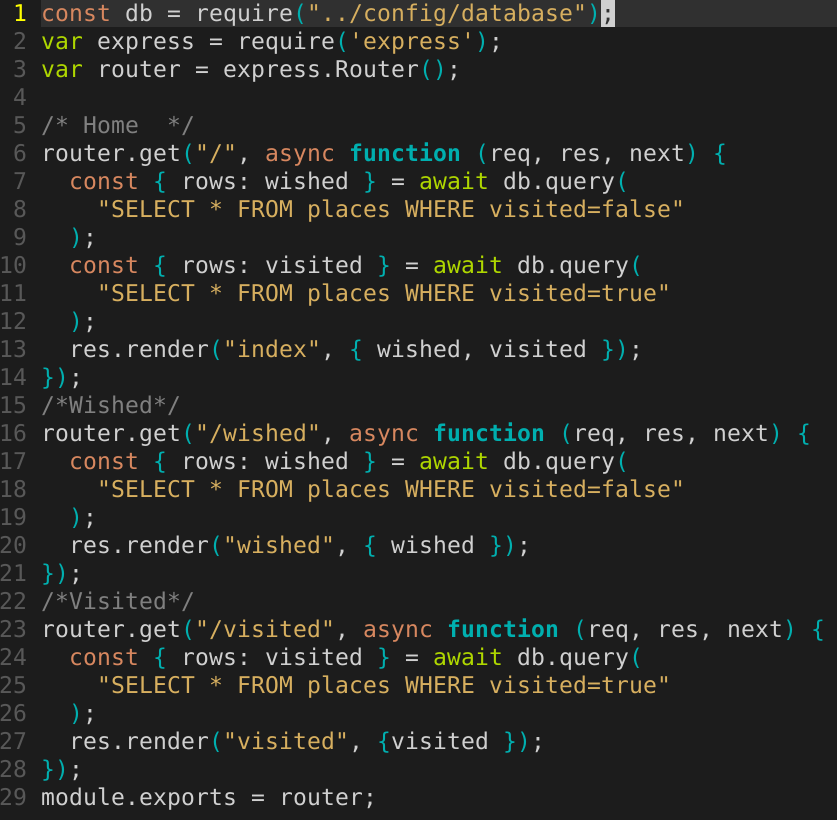 1 const db = require("../config/database");
2 var express = require('express');
3 var router = express.Router();
4
5 /* Home  */
6 router.get("/", async function (req, res, next) {
7   const { rows: wished } = await db.query(
8     "SELECT * FROM places WHERE visited=false"
9   );
10   const { rows: visited } = await db.query(
11     "SELECT * FROM places WHERE visited=true"
12   );
13   res.render("index", { wished, visited });
14 });
15 /*Wished*/
16 router.get("/wished", async function (req, res, next) {
17   const { rows: wished } = await db.query(
18     "SELECT * FROM places WHERE visited=false"
19   );
20   res.render("wished", { wished });
21 });
22 /*Visited*/
23 router.get("/visited", async function (req, res, next) {
24   const { rows: visited } = await db.query(
25     "SELECT * FROM places WHERE visited=true"
26   );
27   res.render("visited", {visited });
28 });
29 module.exports = router;